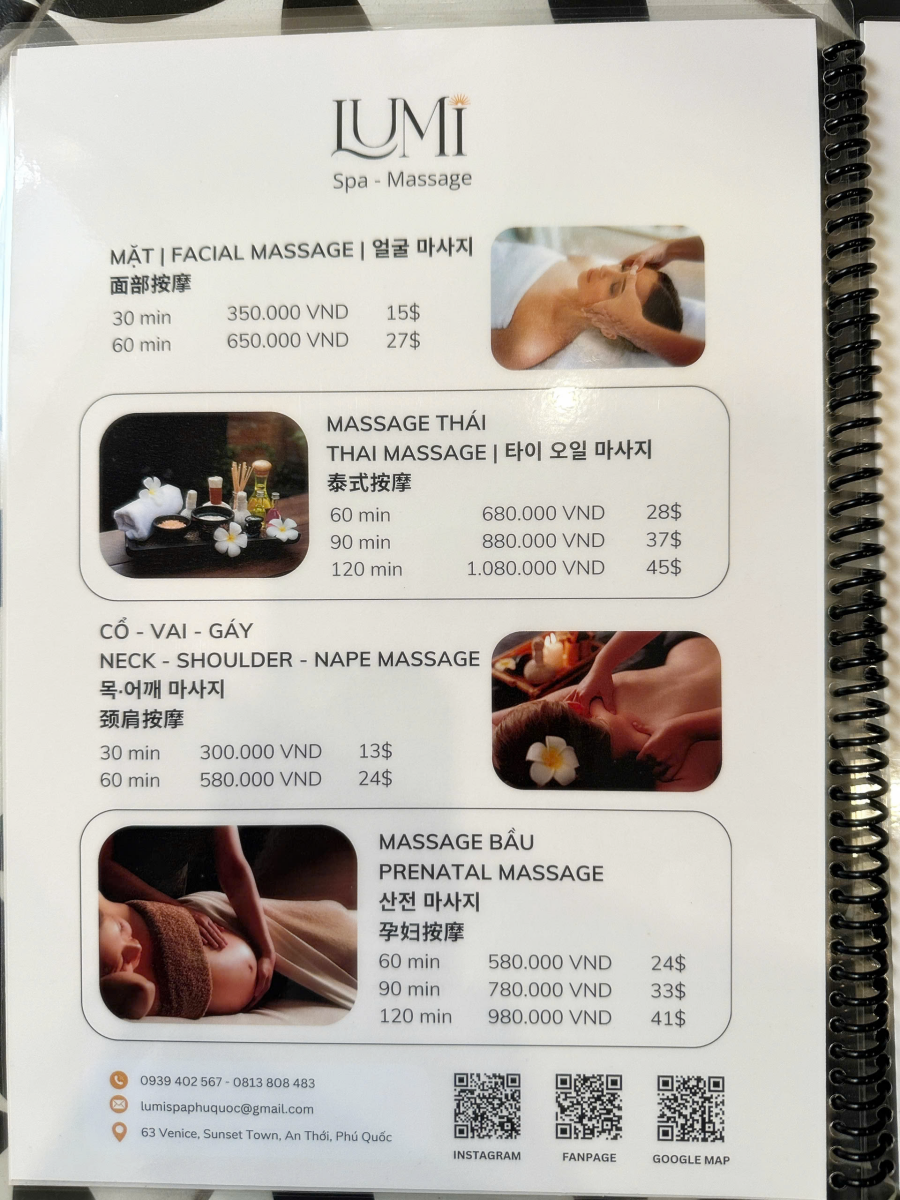 LUMI
Spa - Massage
MẶT | FACIAL MASSAGE | 얼굴 마사지
面部按摩
30 min 350.000 VND 15$
60 min 650.000 VND 27$
MASSAGE THÁI
THAI MASSAGE | 타이 오일 마사지
泰式按摩
60 min 680.000 VND 28$
90 min 880.000 VND 37$
120 min 1.080.000 VND 45$
CỔ - VAI - GÁY
NECK - SHOULDER - NAPE MASSAGE
목·어깨 마사지
颈肩按摩
30 min 300.000 VND 13$
60 min 580.000 VND 24$
MASSAGE BẦU
PRENATAL MASSAGE
산전 마사지
孕妇按摩
60 min 580.000 VND 24$
90 min 780.000 VND 33$
120 min 980.000 VND 41$
0939 402 567 - 0813 808 483
lumispaphuquoc@gmail.com
63 Venice, Sunset Town, An Thới, Phú Quốc
INSTAGRAM FANPAGE GOOGLE MAP